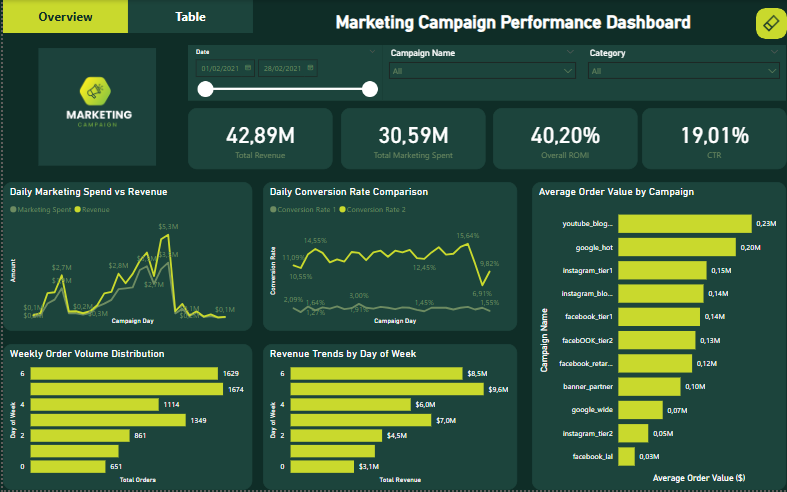 Overview
Table
Marketing Campaign Performance Dashboard
Date
01/02/2021
28/02/2021
Campaign Name
All
Category
All
MARKETING
CAMPAIGN
42,89M
Total Revenue
30,59M
Total Marketing Spent
40,20%
Overall ROMI
19,01%
CTR
Daily Marketing Spend vs Revenue
Marketing Spent
Revenue
Amount
$5,3M
$2,7M
$2,8M
$0,1M
$0,2M
$0,3M
$0,1M
Campaign Day
Daily Conversion Rate Comparison
Conversion Rate 1
Conversion Rate 2
Conversion Rate
15,64%
14,55%
11,09%
10,55%
12,45%
9,82%
6,91%
2,09%
1,64%
1,27%
3,00%
1,91%
1,45%
1,55%
Campaign Day
Average Order Value by Campaign
Campaign Name
youtube_blog...
0,23M
google_hot
0,20M
instagram_tier1
0,15M
instagram_blo...
0,14M
facebook_tier1
0,14M
facebOOK_tier2
0,13M
facebook_retar...
0,12M
banner_partner
0,10M
google_wide
0,07M
instagram_tier2
0,05M
facebook_lal
0,03M
Average Order Value ($)
Weekly Order Volume Distribution
Day of Week
6
1629
1674
4
1114
1349
2
861
0
651
Total Orders
Revenue Trends by Day of Week
Day of Week
6
$8,5M
$9,6M
4
$6,0M
$7,0M
2
$4,5M
0
$3,1M
Total Revenue